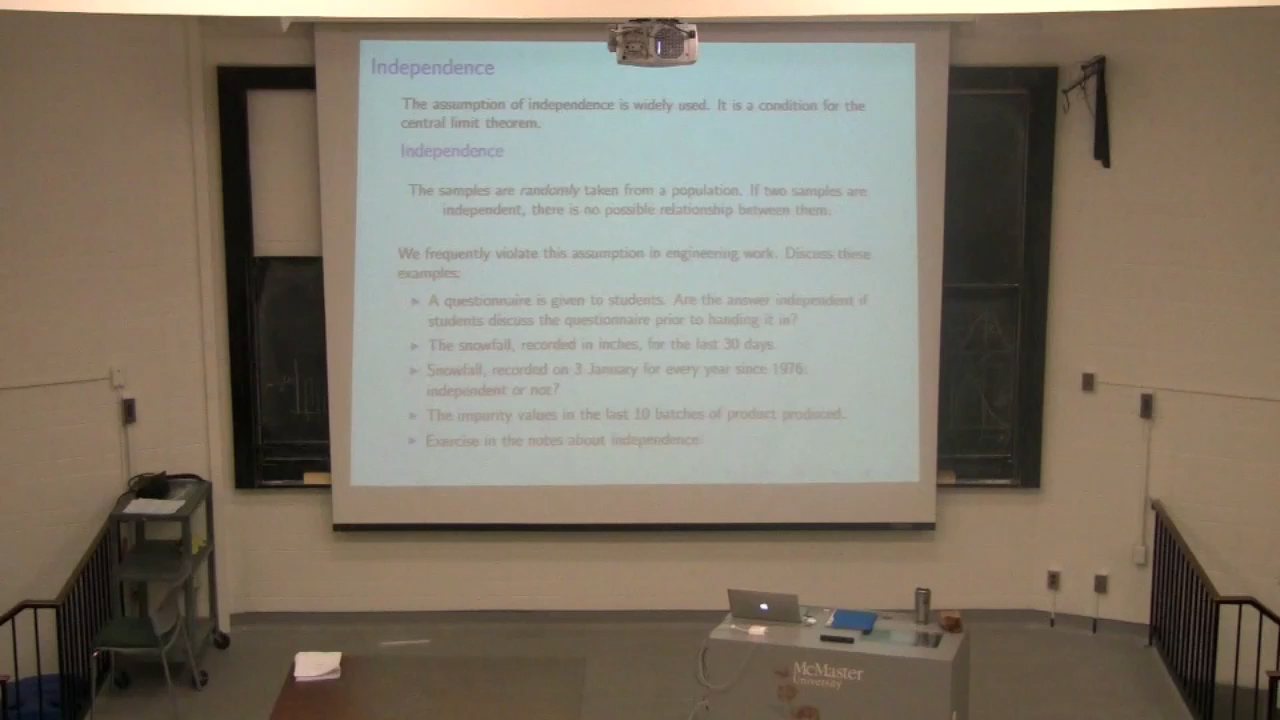 Independence
The assumption of independence is widely used. It is a condition for the
central limit theorem.
Independence
The samples are randomly taken from a population. If two samples are
independent, there is no possible relationship between them.
We frequently violate this assumption in engineering work. Discuss these
examples:
▶ A questionnaire is given to students. Are the answer independent if
students discuss the questionnaire prior to handing it in?
▶ The snowfall, recorded in inches, for the last 30 days.
▶ Snowfall, recorded on 3 January for every year since 1976:
independent or not?
▶ The impurity values in the last 10 batches of product produced.
▶ Exercise in the notes about independence.
McMaster
University